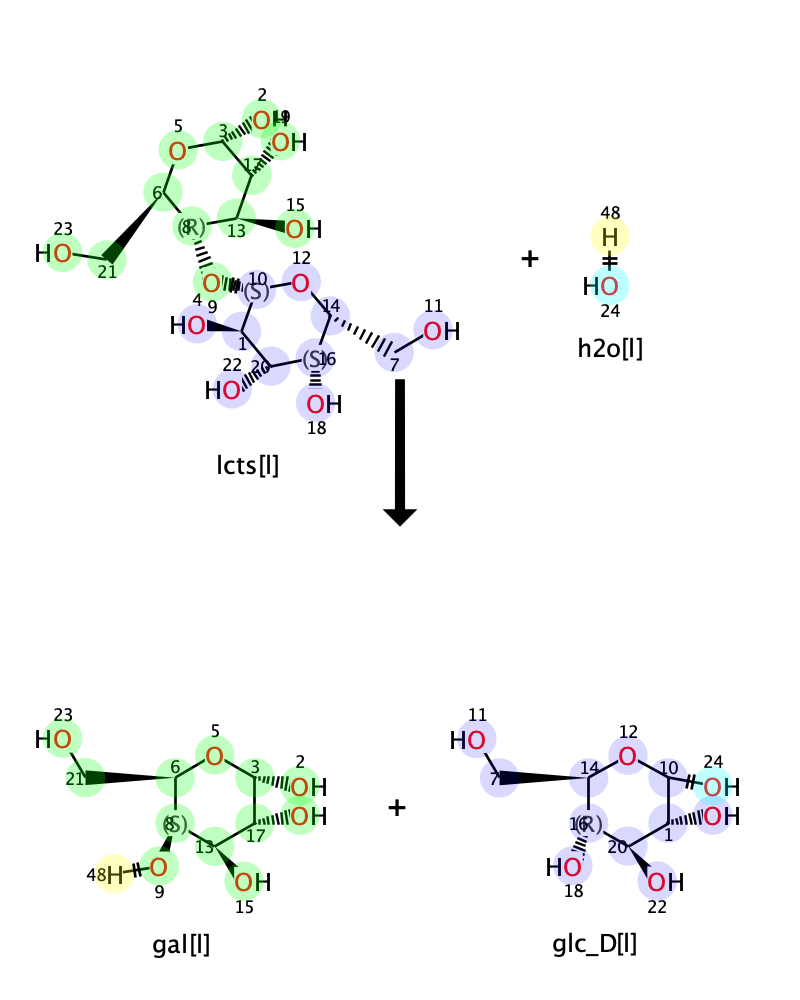 2
5 3 OH 19
O OH
17
6 15
(R) 8 13 OH
23
HO 21
O 9 10 (S) O 12
4 HO 14 11 OH
1 22 20 (S) 16 7
HO OH
18
lcts[l]
+
48
H
HO
24
h2o[l]
23
HO 5
O
21 6 3 2
OH
8 (S) OH
13 17
48 H O
9 OH
15
gal[l]
+
11
HO 12
O
7 14 10 24
OH
16 (R) OH
20 1
HO
18 OH
22
glc_D[l]